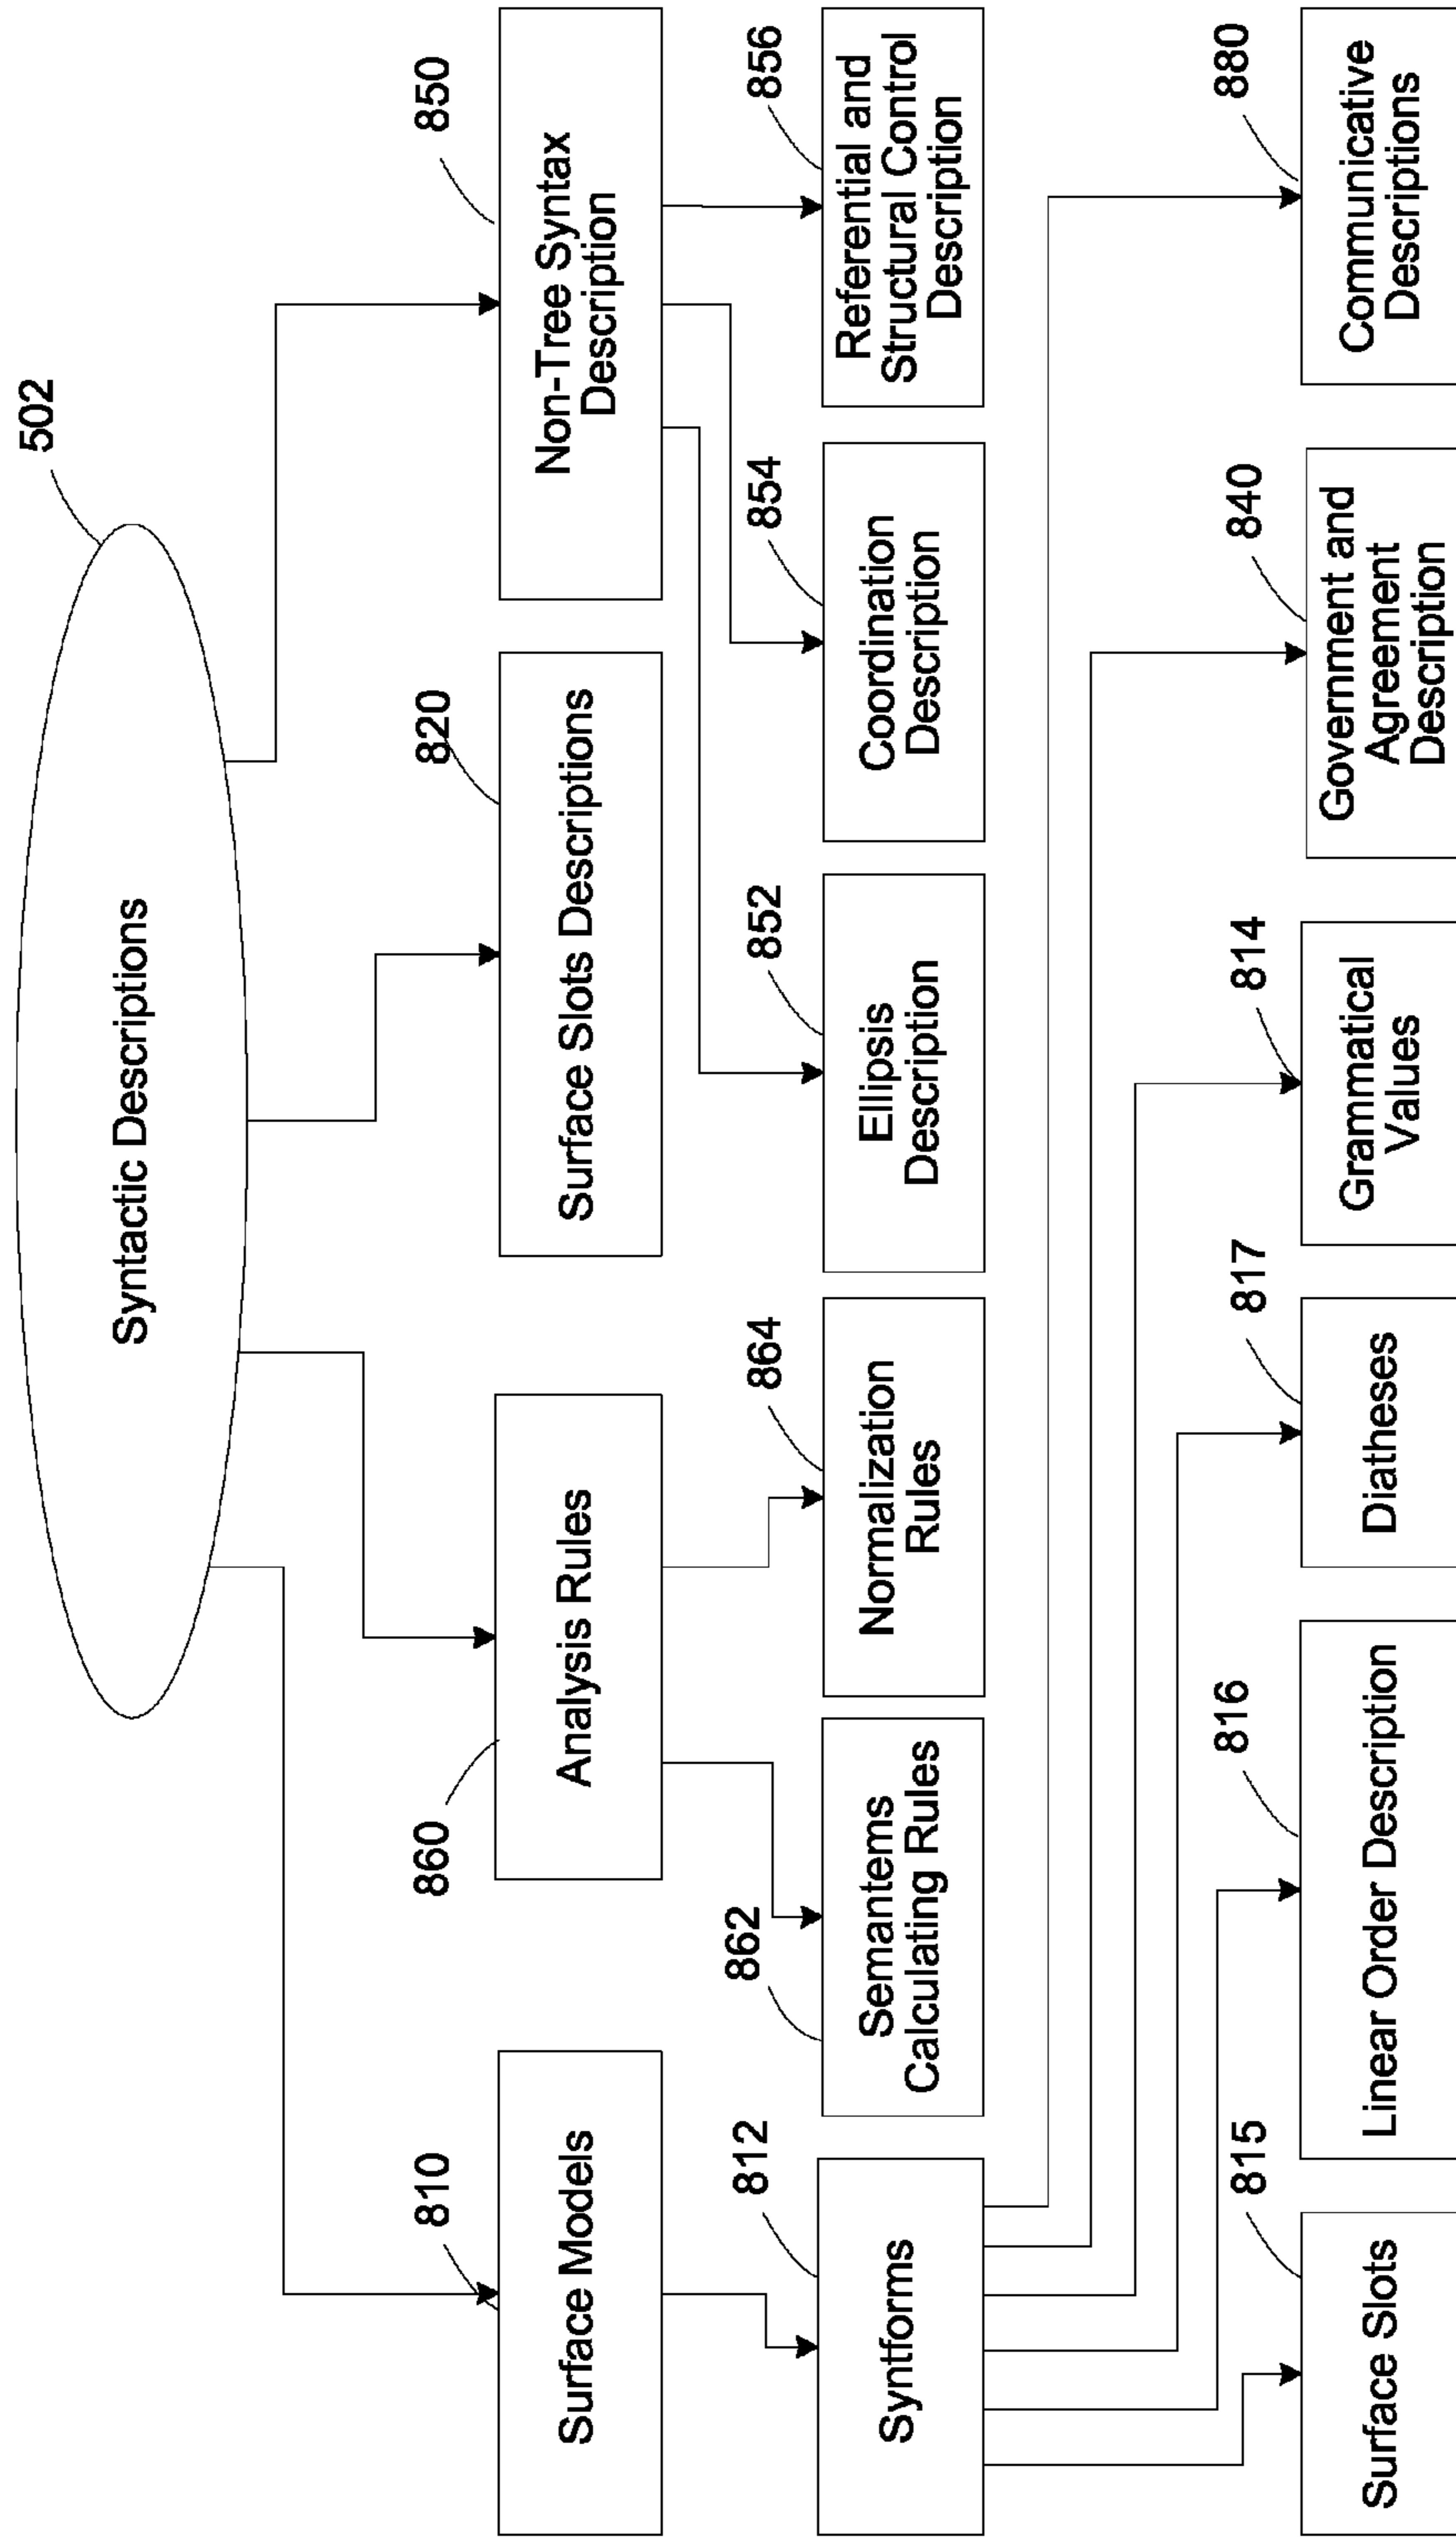 502
Syntactic Descriptions
810
860
820
850
Surface Models
Analysis Rules
Surface Slots Descriptions
Non-Tree Syntax
Description
812
862
864
852
854
856
Syntforms
Semantems
Calculating Rules
Normalization
Rules
Ellipsis
Description
Coordination
Description
Referential and
Structural Control
Description
815
816
817
814
840
880
Surface Slots
Linear Order Description
Diatheses
Grammatical
Values
Government and
Agreement
Description
Communicative
Descriptions